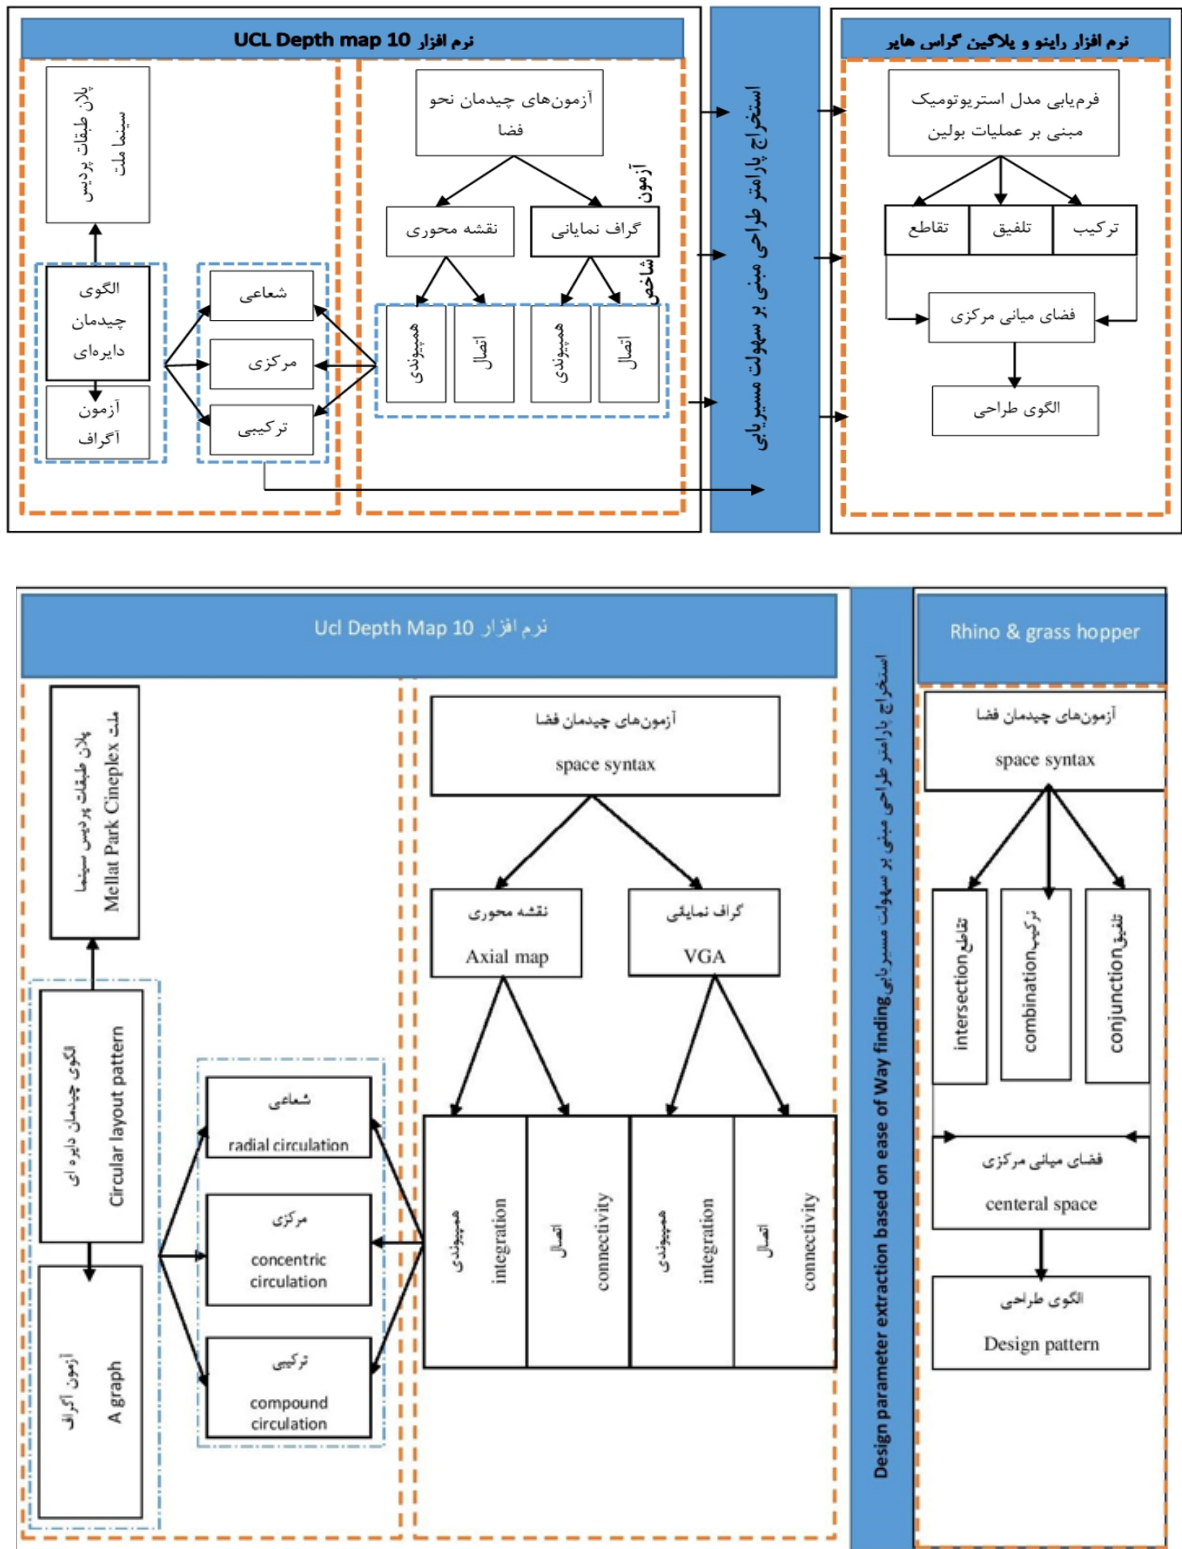 نرم افزار UCL Depth map 10
پلان طبقات پردیس
سینما ملت
الگوی
چیدمان
دایره‌ای
آزمون
آگراف
شعاعی
مرکزی
ترکیبی
آزمون‌های چیدمان نحو
فضا
آزمون
نقشه محوری
گراف نمایانی
شاخص
همپیوندی
اتصال
همپیوندی
اتصال
استخراج پارامتر طراحی مبنی بر سهولت مسیریابی
نرم افزار راینو و پلاگین گراس هاپر
فرم‌یابی مدل استریوتومیک
مبنی بر عملیات بولین
تقاطع
تلفیق
ترکیب
فضای میانی مرکزی
الگوی طراحی
نرم افزار Ucl Depth Map 10
پلان طبقات پردیس سینما
ملت Mellat Park Cineplex
الگوی چیدمان دایره ای
Circular layout pattern
آزمون آگراف
A graph
شعاعی
radial circulation
مرکزی
concentric
circulation
ترکیبی
compound
circulation
آزمون‌های چیدمان فضا
space syntax
نقشه محوری
Axial map
گراف نمایانی
VGA
همپیوندی
integration
اتصال
connectivity
همپیوندی
integration
اتصال
connectivity
Design parameter extraction based on ease of Way finding استخراج پارامتر طراحی مبنی بر سهولت مسیریابی
Rhino & grass hopper
آزمون‌های چیدمان فضا
space syntax
intersection تقاطع
combination ترکیب
conjunction تلفیق
فضای میانی مرکزی
centeral space
الگوی طراحی
Design pattern